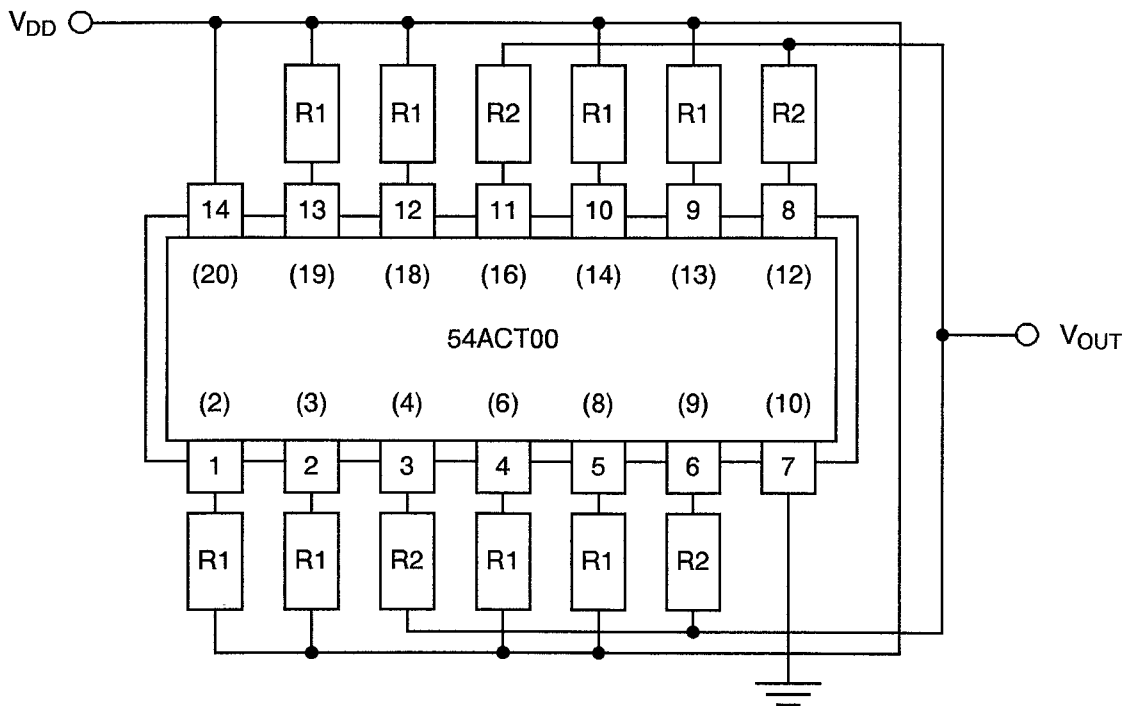 V_DD
R1 R1 R2 R1 R1 R2
14 13 12 11 10 9 8
(20) (19) (18) (16) (14) (13) (12)
54ACT00
V_OUT
(2) (3) (4) (6) (8) (9) (10)
1 2 3 4 5 6 7
R1 R1 R2 R1 R1 R2